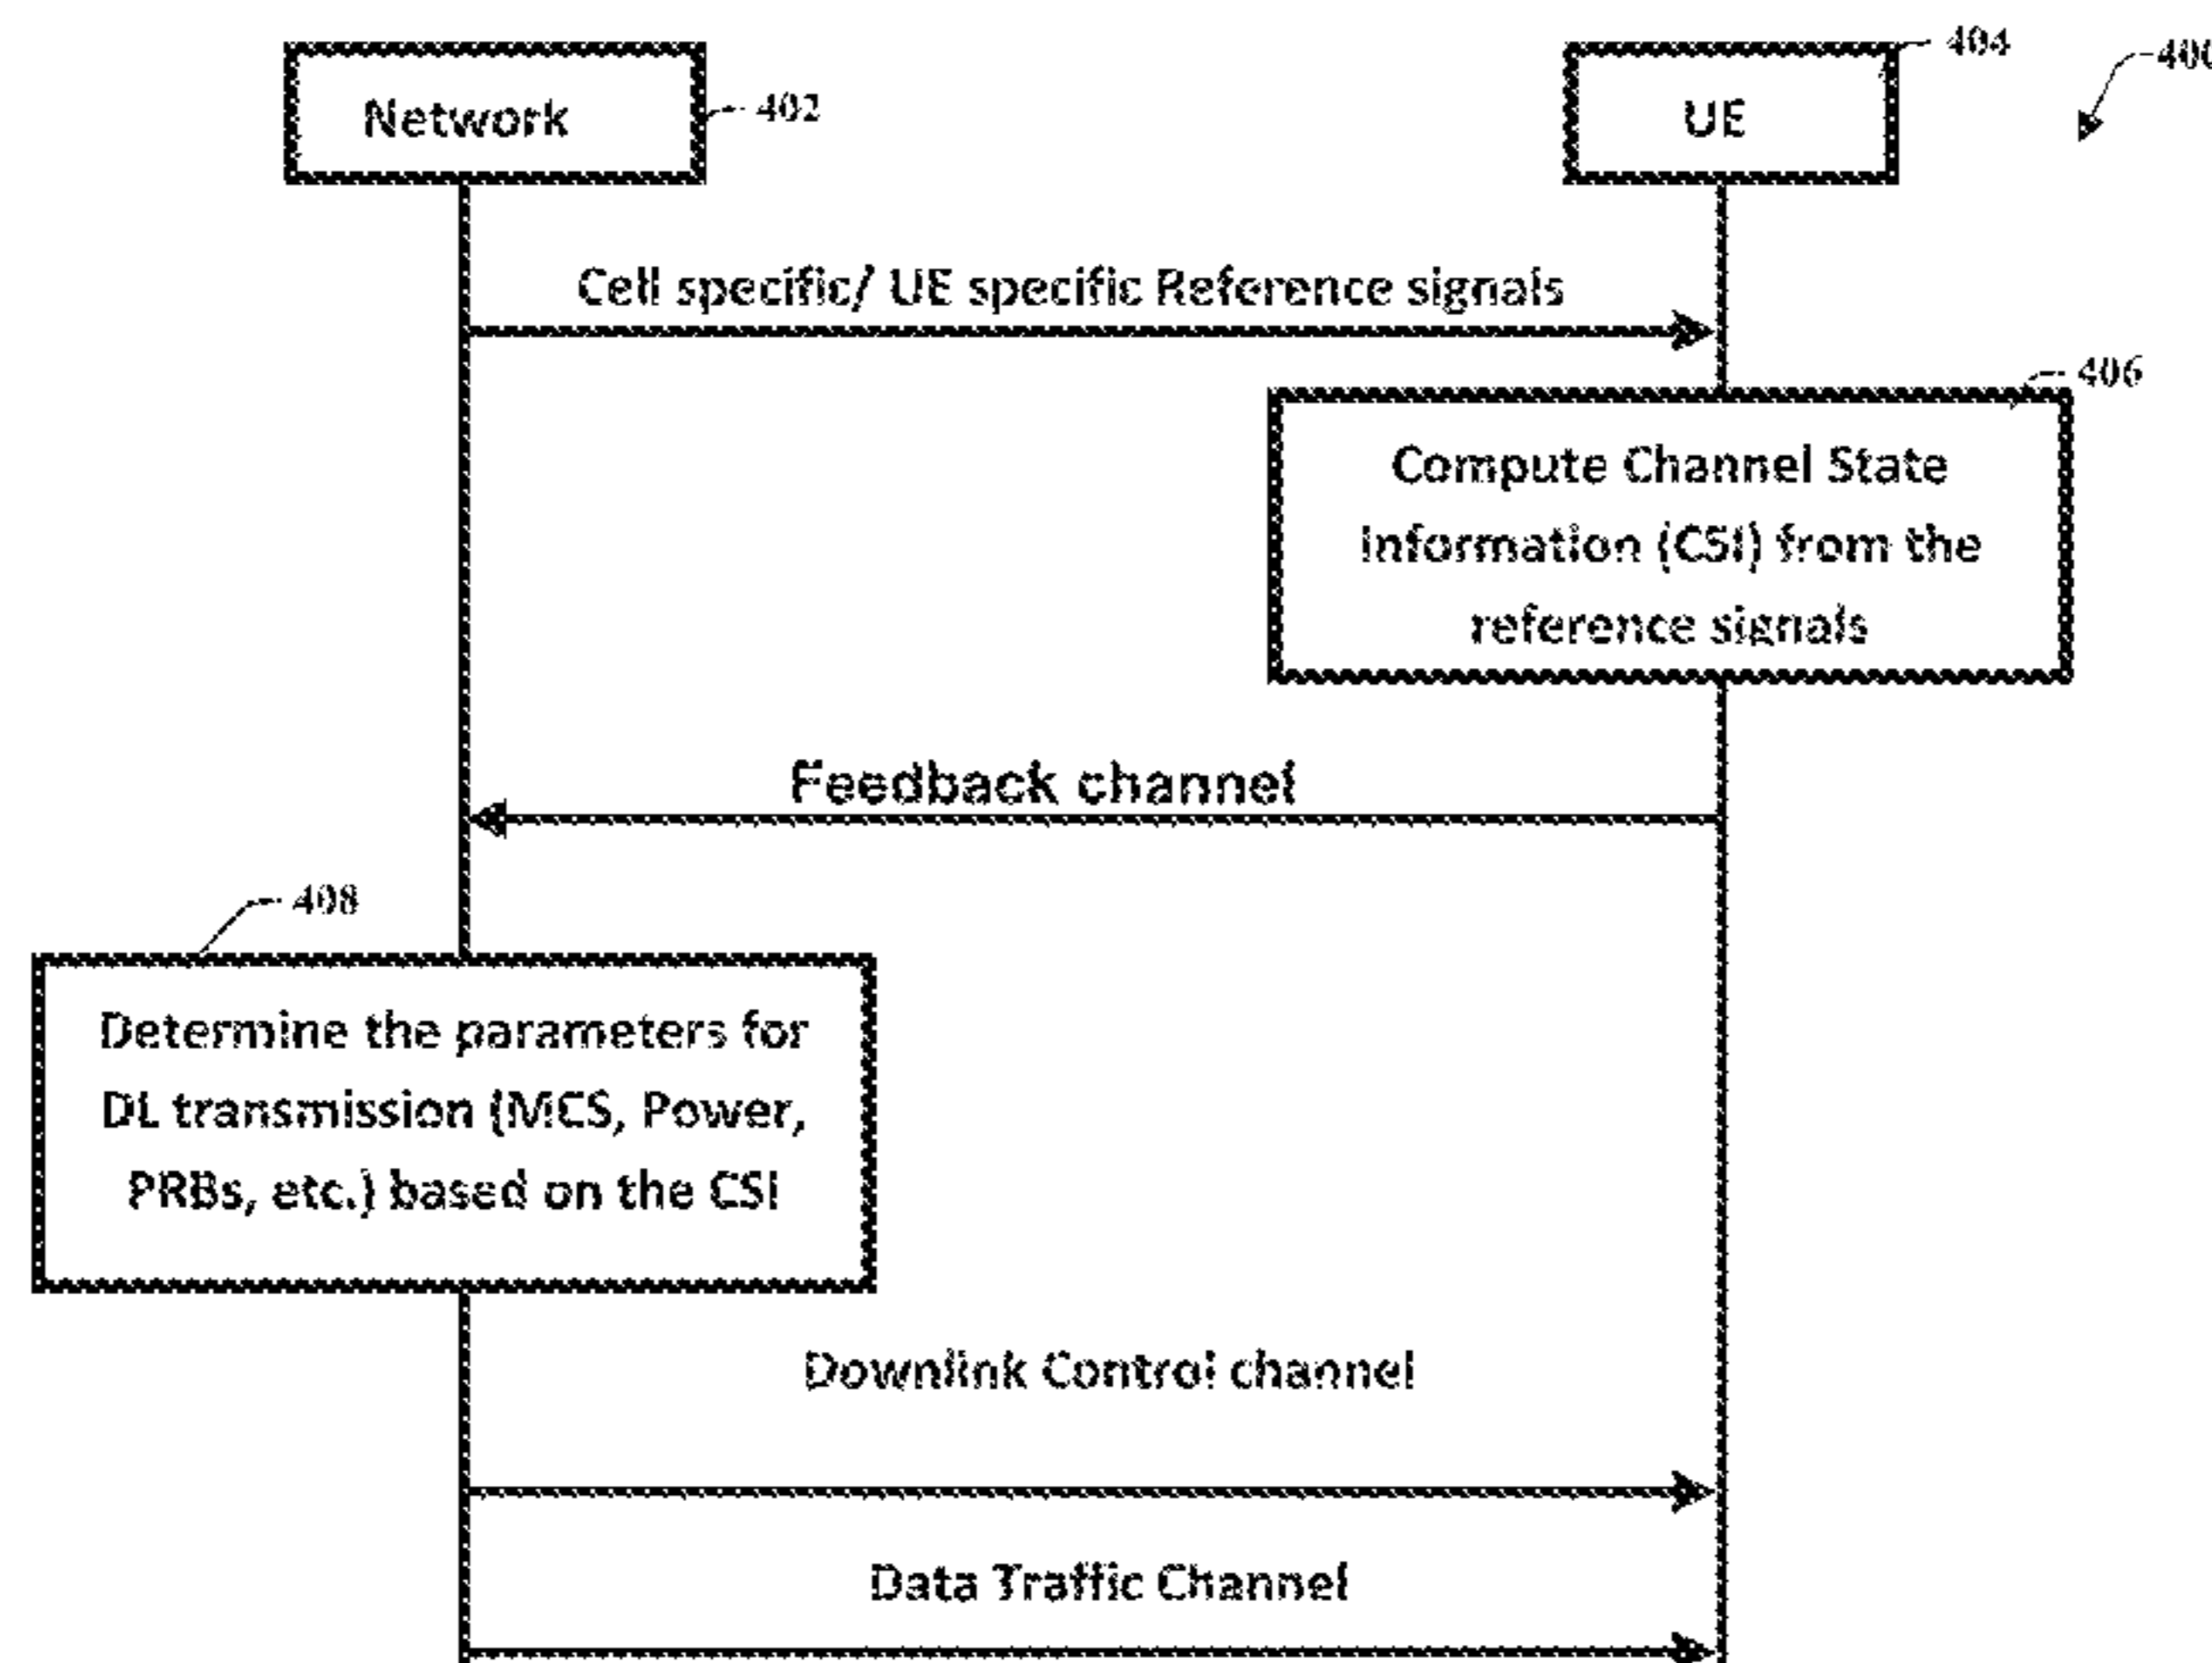 Network
402
UE
404
400
Cell specific/ UE specific Reference signals
406
Compute Channel State
Information (CSI) from the
reference signals
Feedback channel
408
Determine the parameters for
DL transmission (MCS, Power,
PRBs, etc.) based on the CSI
Downlink Control channel
Data Traffic Channel